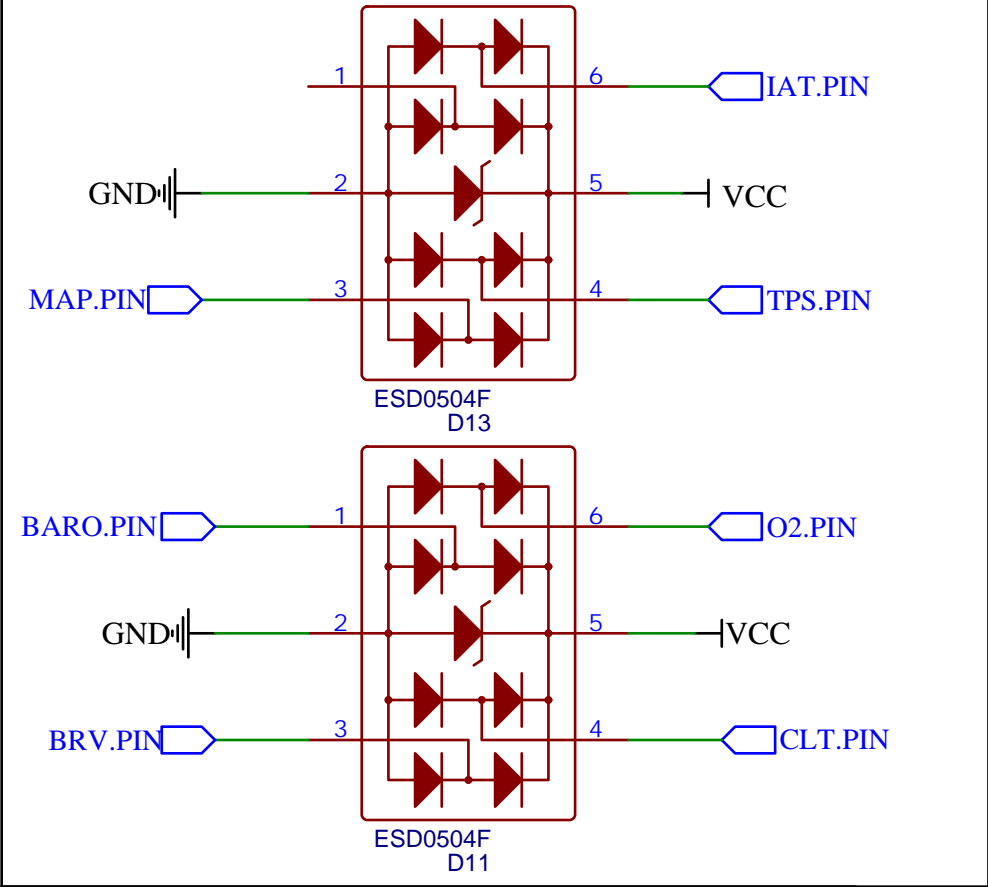 1
6
IAT.PIN
GND
2
5
VCC
MAP.PIN
3
4
TPS.PIN
ESD0504F
D13
BARO.PIN
1
6
O2.PIN
GND
2
5
VCC
BRV.PIN
3
4
CLT.PIN
ESD0504F
D11